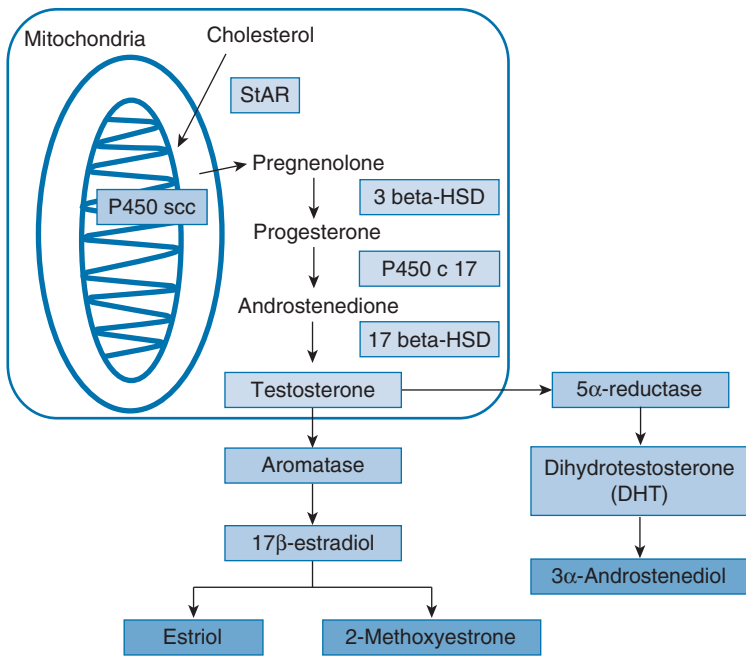 Mitochondria
Cholesterol
StAR
Pregnenolone
P450 scc
3 beta-HSD
Progesterone
P450 c 17
Androstenedione
17 beta-HSD
Testosterone
5α-reductase
Aromatase
Dihydrotestosterone
(DHT)
17β-estradiol
3α-Androstenediol
Estriol
2-Methoxyestrone